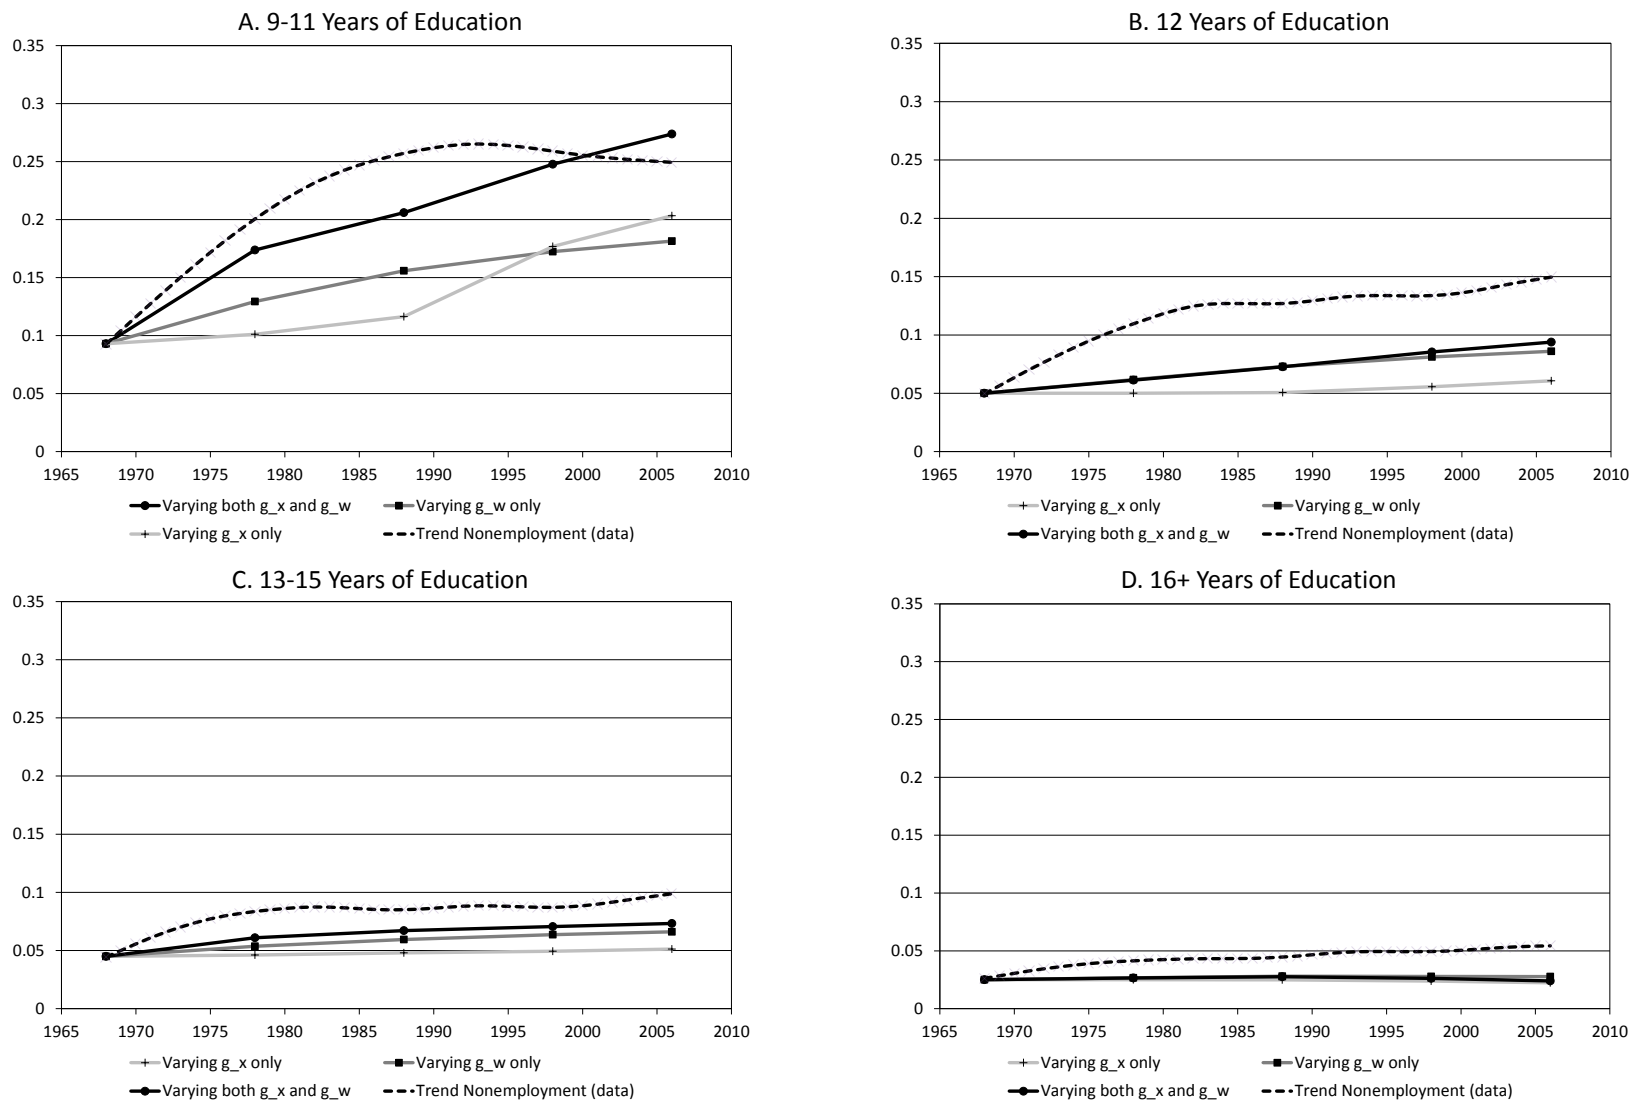 A. 9-11 Years of Education
0.35
0.3
0.25
0.2
0.15
0.1
0.05
0
1965 1970 1975 1980 1985 1990 1995 2000 2005 2010
Varying both g_x and g_w Varying g_w only
Varying g_x only Trend Nonemployment (data)
B. 12 Years of Education
0.35
0.3
0.25
0.2
0.15
0.1
0.05
0
1965 1970 1975 1980 1985 1990 1995 2000 2005 2010
Varying g_x only Varying g_w only
Varying both g_x and g_w Trend Nonemployment (data)
C. 13-15 Years of Education
0.35
0.3
0.25
0.2
0.15
0.1
0.05
0
1965 1970 1975 1980 1985 1990 1995 2000 2005 2010
Varying g_x only Varying g_w only
Varying both g_x and g_w Trend Nonemployment (data)
D. 16+ Years of Education
0.35
0.3
0.25
0.2
0.15
0.1
0.05
0
1965 1970 1975 1980 1985 1990 1995 2000 2005 2010
Varying g_x only Varying g_w only
Varying both g_x and g_w Trend Nonemployment (data)